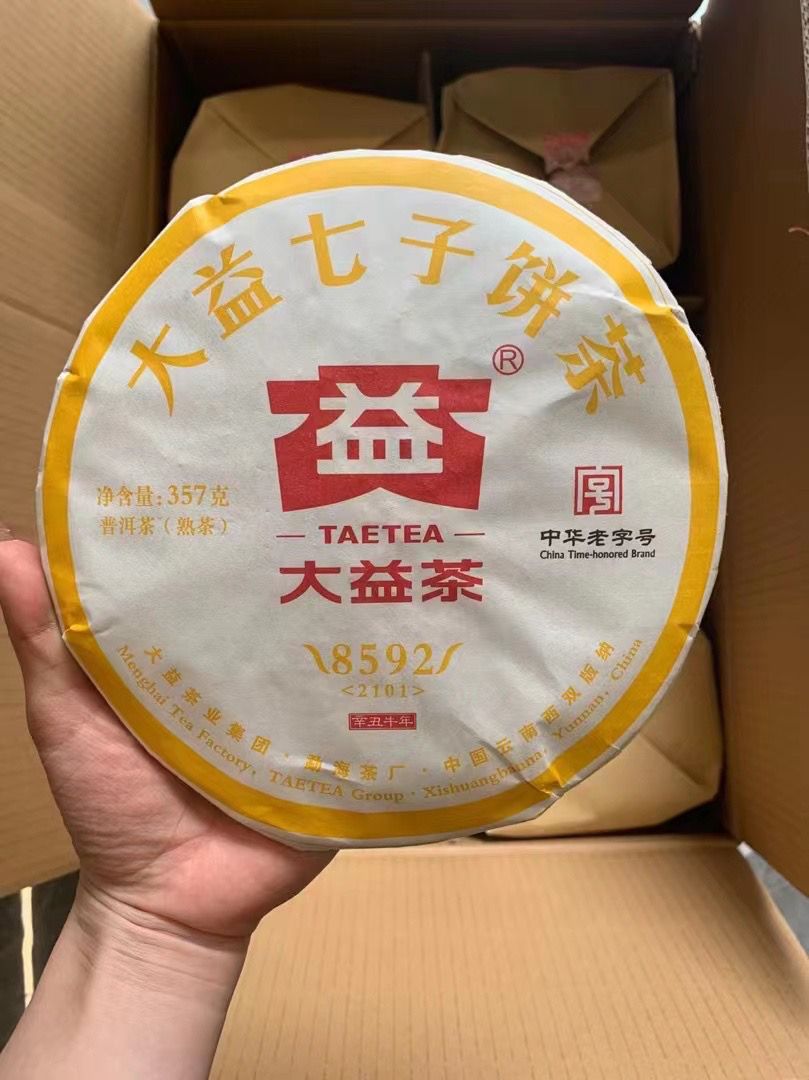 大益七子饼茶
益
®
净含量：357克
普洱茶（熟茶）
中华老字号
China Time-honored Brand
TAETEA
大益茶
8592
<2101>
辛丑牛年
大益茶业集团·勐海茶厂·中国云南西双版纳
Menghai Tea Factory, TAETEA Group · Xishuangbanna, Yunnan, China